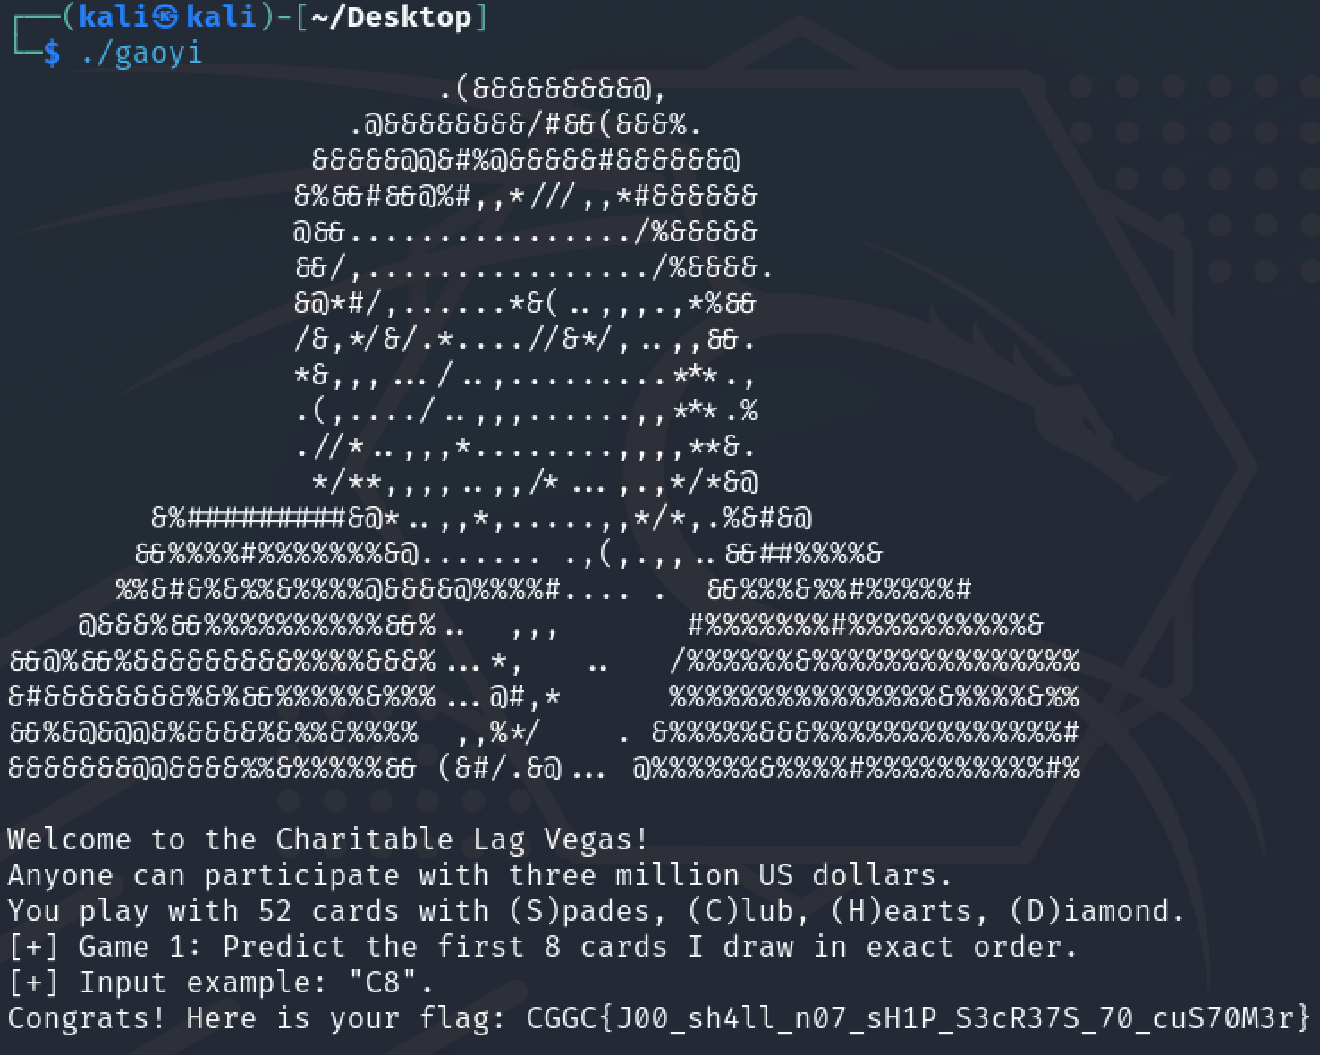 ┌──(kali㉿kali)-[~/Desktop]
└─$ ./gaoyi
.(&&&&&&&&&@,
.@&&&&&&&&/#&&(&&&%.
&&&&&@@&#%@&&&&&#&&&&&&@
&%&&#&&@%#,,*///,,*#&&&&&&
@&&................/%&&&&&
&&/,................/%&&&&.
&@*#/,.......*&(..,,,.,*%&&
/&,*/&/.*....//&*/,..,,&&.
*&,,,.../..,..........***.,
.(,..../..,,,.......,,***.%
.//*..,,,*........,,,,**&.
*/**,,,,..,,/*...,.,*/*&@
&%#########&@*..,,*,.....,,*/*,.%&#&@
&&%%%%#%%%%%%%&@....... .,(,.,,..&&##%%%%&
%%&#&%&%%&%%%%@&&&&@%%%%#.... .  &&%%%&%%#%%%%%#
@&&&%&&%%%%%%%%%%&&%..  ,,,       #%%%%%%%#%%%%%%%%%%&
&&@%&&%&&&&&&&&&%%%%&&&%...*,   ..   /%%%%%%&%%%%%%%%%%%%%%%
&#&&&&&&&&%&%&&%%%%%&%%%...@#,*      %%%%%%%%%%%%%%%&%%%%&%%
&&%&@&@@&%&&&&%&%%&%%%%  ,,%*/    . &%%%%%&&&%%%%%%%%%%%%%%#
&&&&&&&@@&&&&%%&%%%%%&& (&#/.&@... @%%%%%%&%%%%#%%%%%%%%%%#%
Welcome to the Charitable Lag Vegas!
Anyone can participate with three million US dollars.
You play with 52 cards with (S)pades, (C)lub, (H)earts, (D)iamond.
[+] Game 1: Predict the first 8 cards I draw in exact order.
[+] Input example: "C8".
Congrats! Here is your flag: CGGC{J00_sh4ll_n07_sH1P_S3cR37S_70_cuS70M3r}